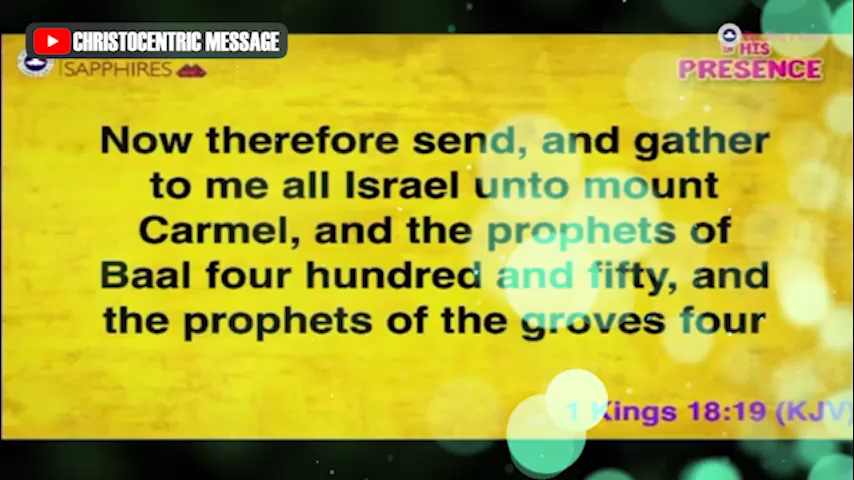 CHRISTOCENTRIC MESSAGE
SAPPHIRES
HIS
PRESENCE
Now therefore send, and gather
to me all Israel unto mount
Carmel, and the prophets of
Baal four hundred and fifty, and
the prophets of the groves four
1 Kings 18:19 (KJV)